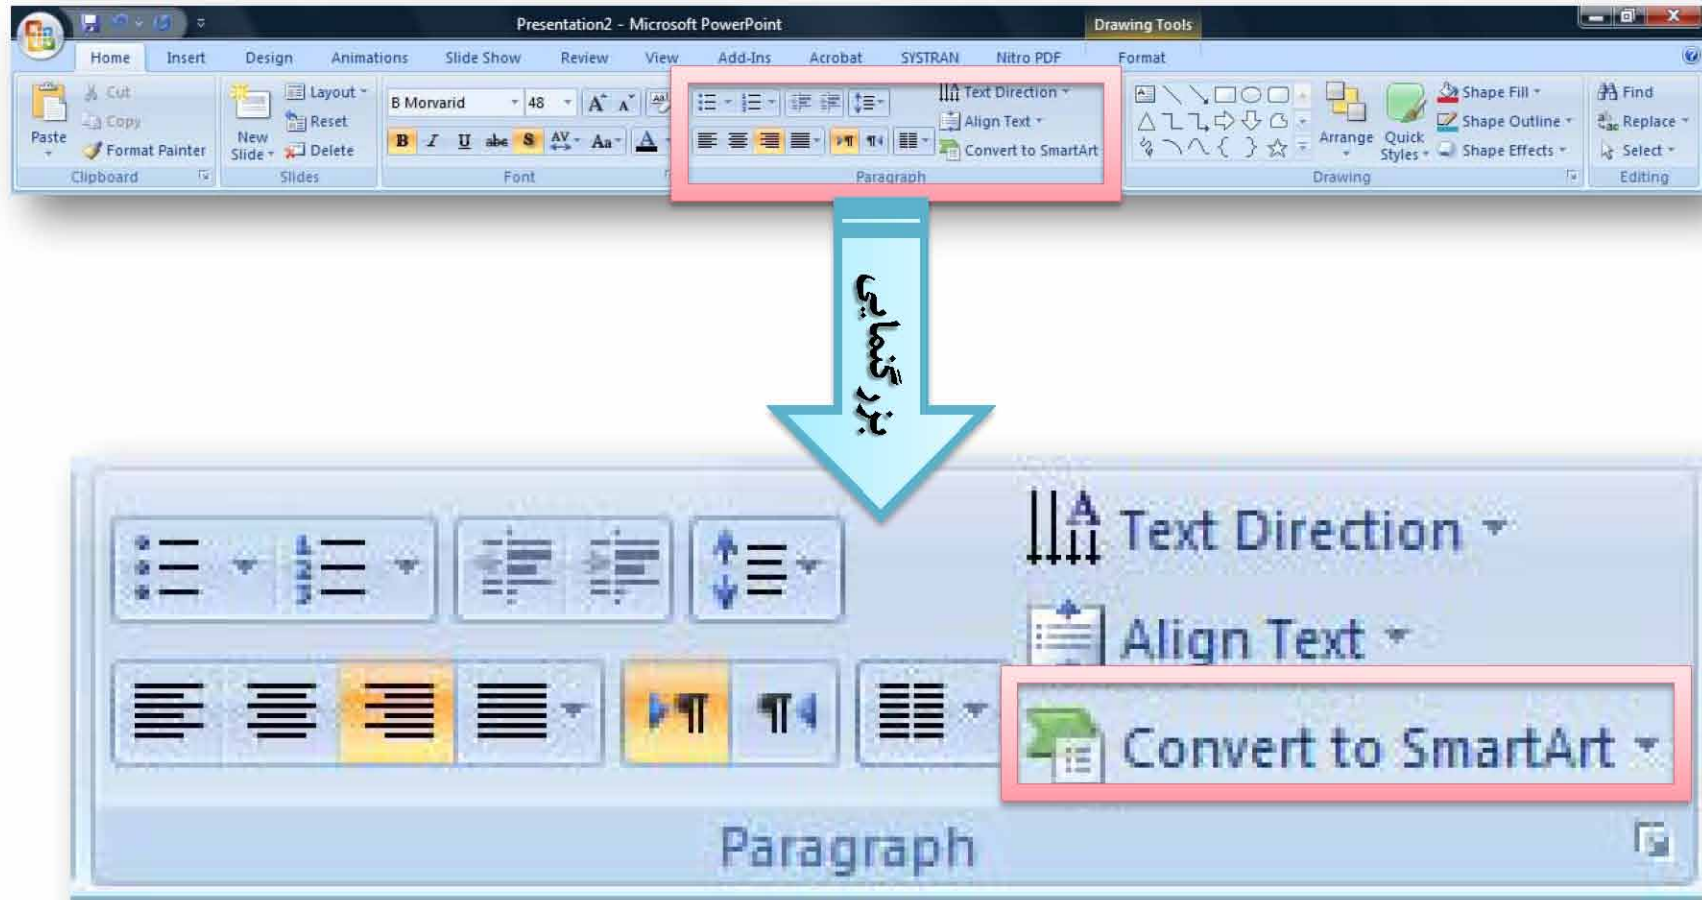 Presentation2 - Microsoft PowerPoint
Drawing Tools
Home Insert Design Animations Slide Show Review View Add-Ins Acrobat SYSTRAN Nitro PDF Format
Paste
Cut
Copy
Format Painter
Clipboard
New Slide
Layout
Reset
Delete
Slides
B Morvarid 48
B I U abc S AV Aa A
Font
Text Direction
Align Text
Convert to SmartArt
Paragraph
Arrange
Quick Styles
Shape Fill
Shape Outline
Shape Effects
Drawing
Find
Replace
Select
Editing
بزرگنمایی
Text Direction
Align Text
Convert to SmartArt
Paragraph